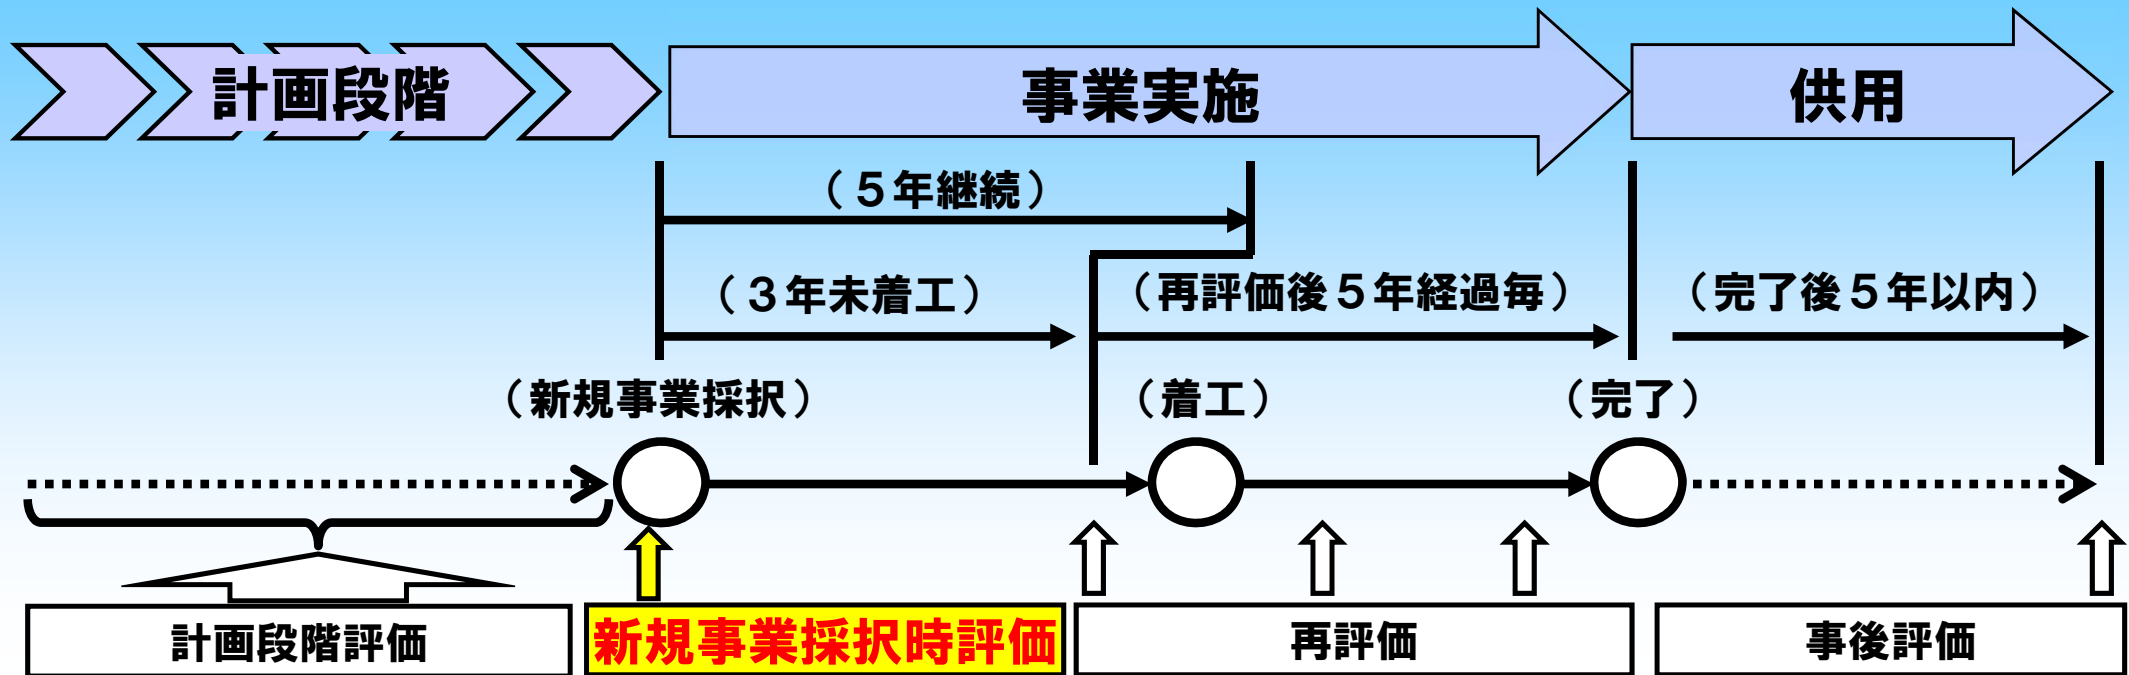 計画段階
事業実施
供用
（５年継続）
（３年未着工）
（再評価後５年経過毎）
（完了後５年以内）
（新規事業採択）
（着工）
（完了）
計画段階評価
新規事業採択時評価
再評価
事後評価